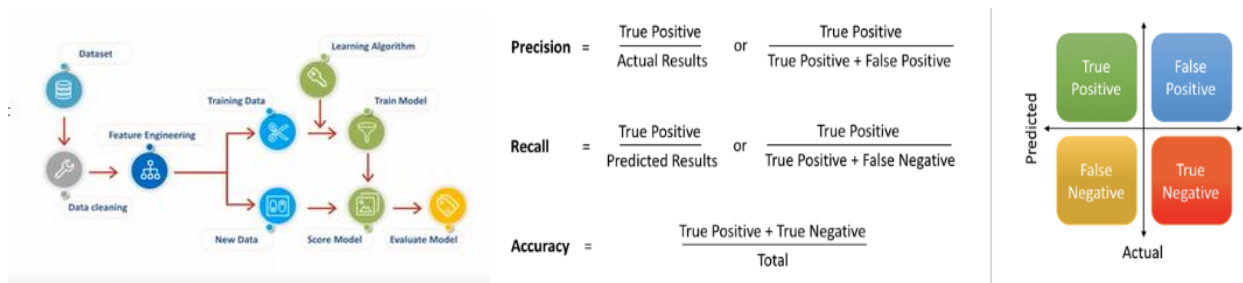 Dataset
Learning Algorithm
Training Data
Train Model
Feature Engineering
Data cleaning
New Data
Score Model
Evaluate Model
Precision = True Positive / Actual Results or True Positive / True Positive + False Positive
Recall = True Positive / Predicted Results or True Positive / True Positive + False Negative
Accuracy = True Positive + True Negative / Total
Predicted
True Positive
False Positive
False Negative
True Negative
Actual